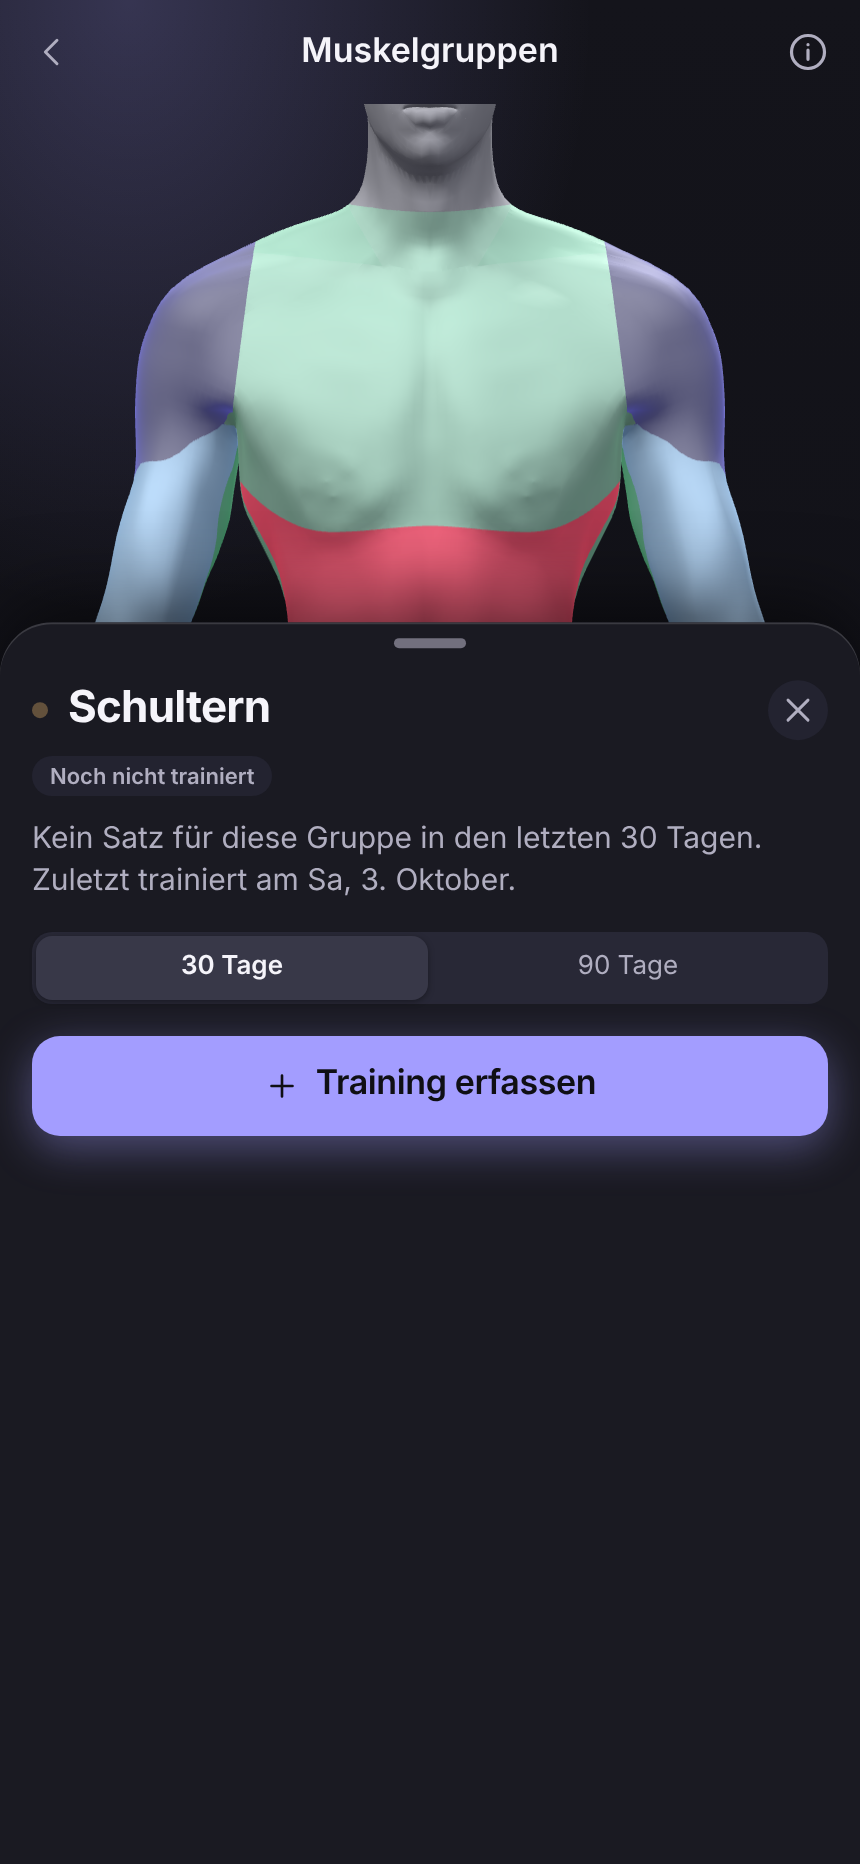 Muskelgruppen
Schultern
Noch nicht trainiert
Kein Satz für diese Gruppe in den letzten 30 Tagen.
Zuletzt trainiert am Sa, 3. Oktober.
30 Tage
90 Tage
+ Training erfassen